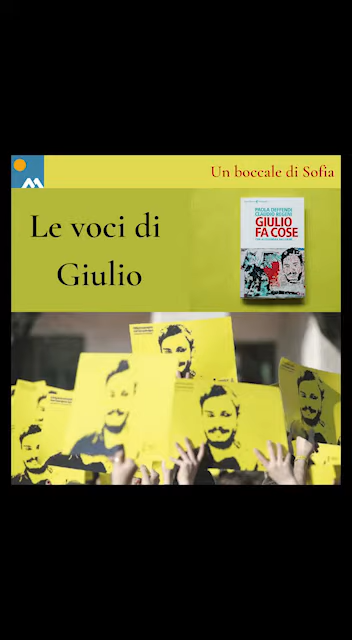 Un boccale di Sofia
Le voci di
Giulio
PAOLA DEFFENDI
CLAUDIO REGENI
GIULIO
FA COSE